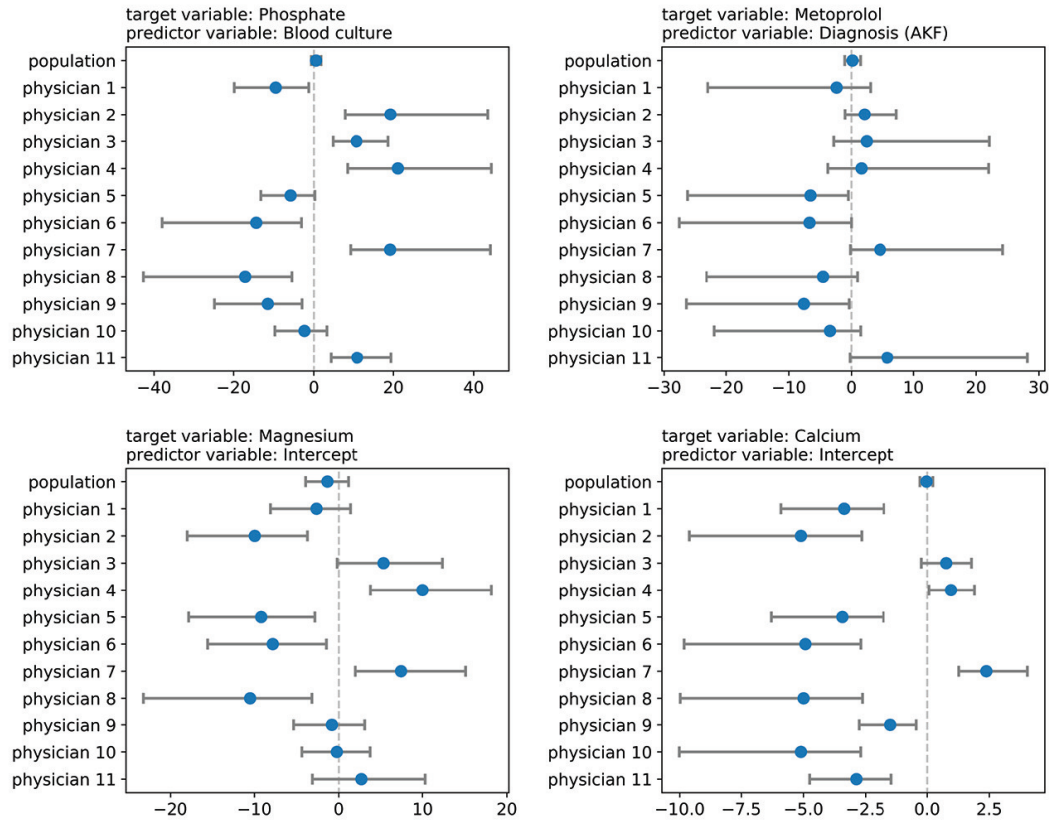 target variable: Phosphate
predictor variable: Blood culture
population
physician 1
physician 2
physician 3
physician 4
physician 5
physician 6
physician 7
physician 8
physician 9
physician 10
physician 11
−40 −20 0 20 40
target variable: Metoprolol
predictor variable: Diagnosis (AKF)
population
physician 1
physician 2
physician 3
physician 4
physician 5
physician 6
physician 7
physician 8
physician 9
physician 10
physician 11
−30 −20 −10 0 10 20 30
target variable: Magnesium
predictor variable: Intercept
population
physician 1
physician 2
physician 3
physician 4
physician 5
physician 6
physician 7
physician 8
physician 9
physician 10
physician 11
−20 −10 0 10 20
target variable: Calcium
predictor variable: Intercept
population
physician 1
physician 2
physician 3
physician 4
physician 5
physician 6
physician 7
physician 8
physician 9
physician 10
physician 11
−10.0 −7.5 −5.0 −2.5 0.0 2.5